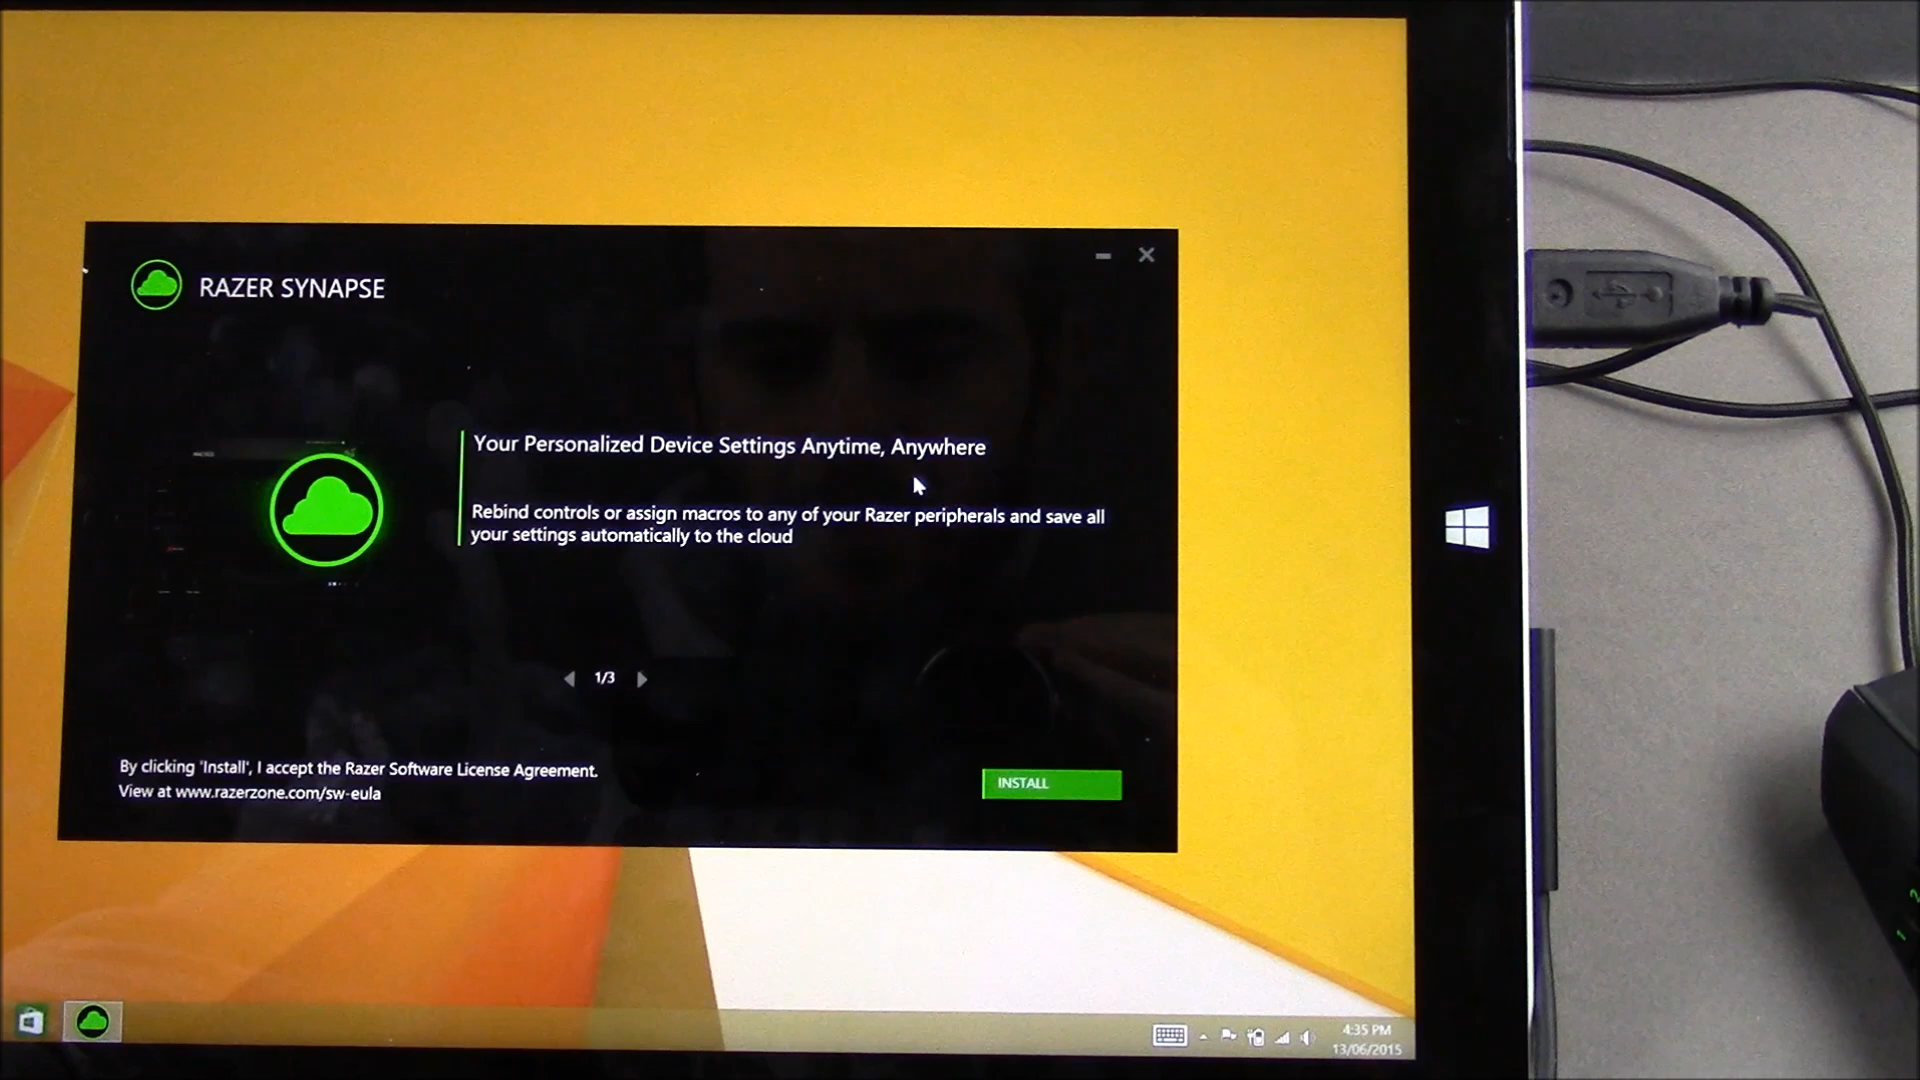 RAZER SYNAPSE
Your Personalized Device Settings Anytime, Anywhere
Rebind controls or assign macros to any of your Razer peripherals and save all
your settings automatically to the cloud
1/3
By clicking 'Install', I accept the Razer Software License Agreement.
View at www.razerzone.com/sw-eula
INSTALL
4:35 PM
13/06/2015
2
1